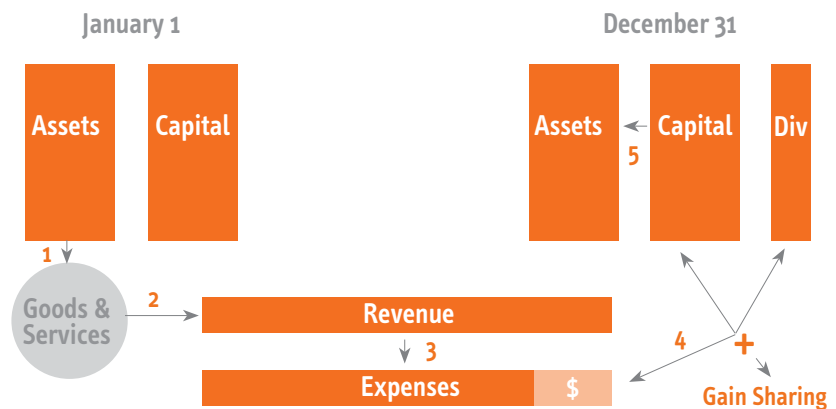 January 1
December 31
Assets
Capital
Assets
Capital
Div
5
1
Goods &
Services
2
Revenue
3
4
+
Expenses
$
Gain Sharing